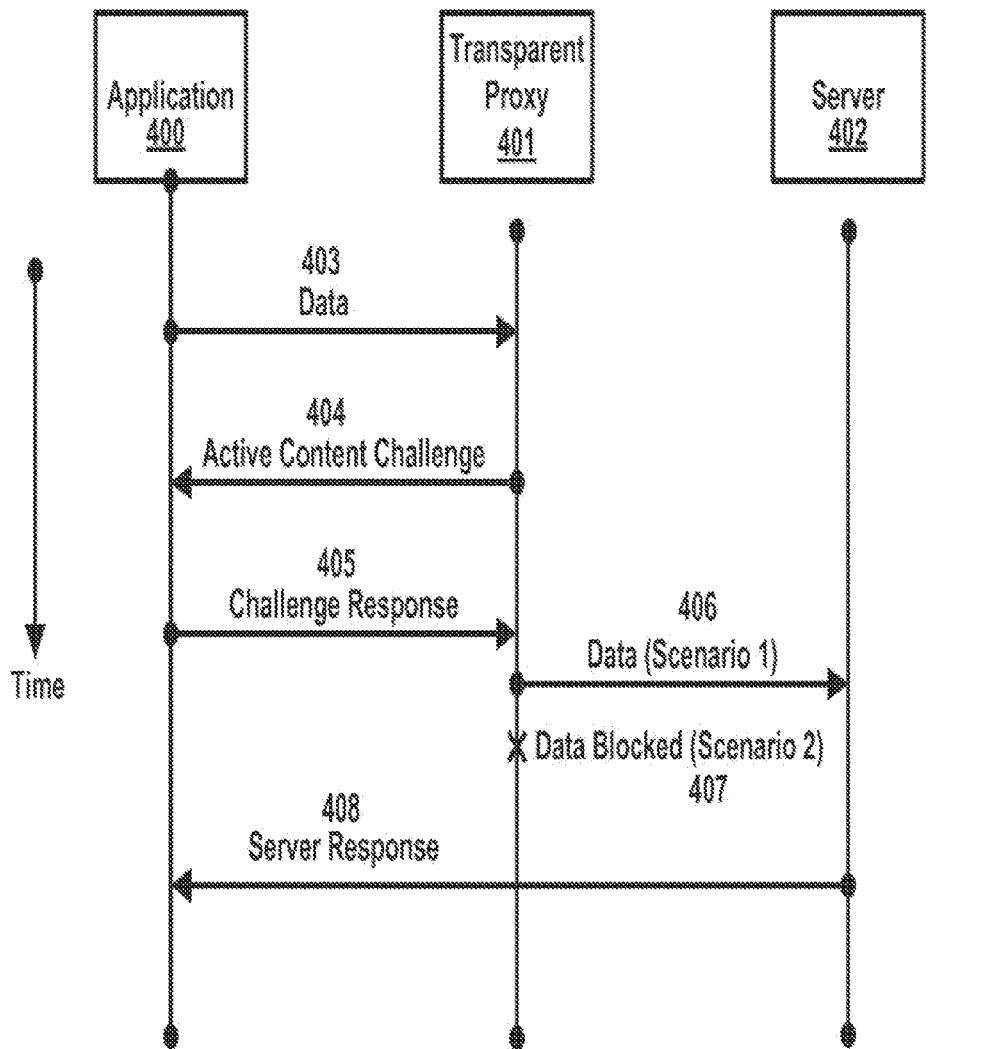 Application
400
Transparent
Proxy
401
Server
402
403
Data
404
Active Content Challenge
405
Challenge Response
406
Data (Scenario 1)
Time
Data Blocked (Scenario 2)
407
408
Server Response